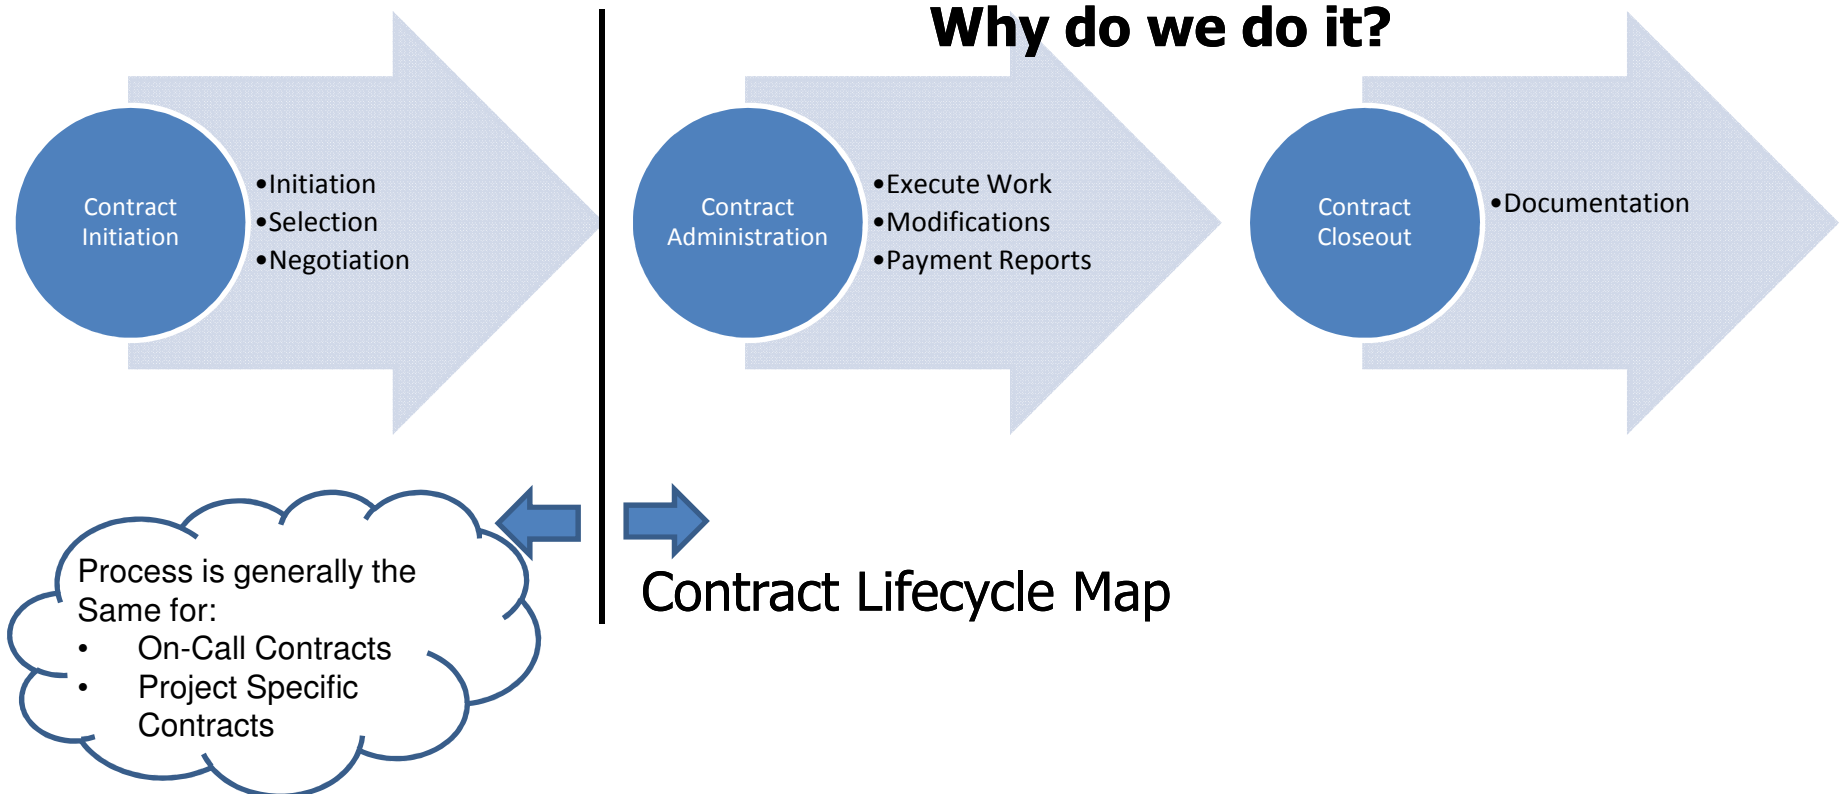 Why do we do it?
Contract
Initiation
•Initiation
•Selection
•Negotiation
Contract
Administration
•Execute Work
•Modifications
•Payment Reports
Contract
Closeout
•Documentation
Process is generally the
Same for:
• On-Call Contracts
• Project Specific
Contracts
Contract Lifecycle Map